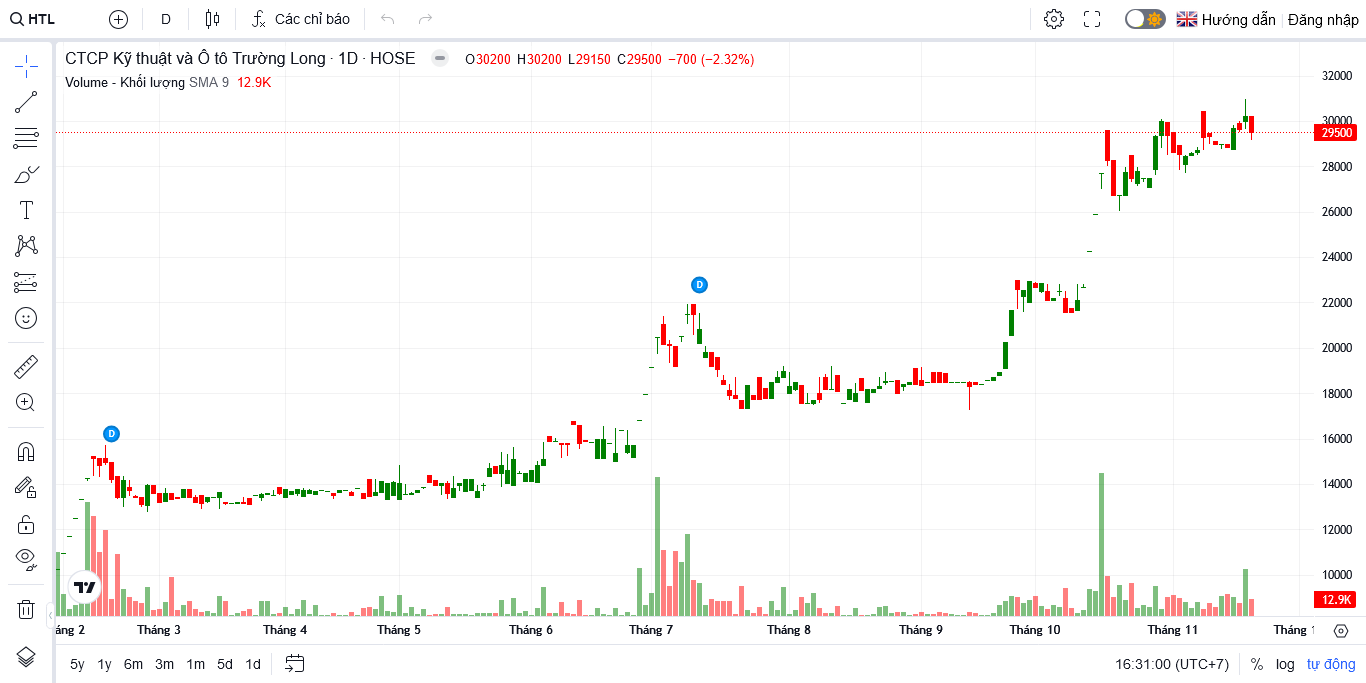 HTL D Các chỉ báo Hướng dẫn Đăng nhập
CTCP Kỹ thuật và Ô tô Trường Long · 1D · HOSE O30200 H30200 L29150 C29500 −700 (−2.32%)
Volume - Khối lượng SMA 9 12.9K
32000
30000
29500
28000
26000
24000
22000
20000
18000
16000
14000
12000
10000
12.9K
D
D
áng 2 Tháng 3 Tháng 4 Tháng 5 Tháng 6 Tháng 7 Tháng 8 Tháng 9 Tháng 10 Tháng 11 Tháng 1
5y 1y 6m 3m 1m 5d 1d 16:31:00 (UTC+7) % log tự động